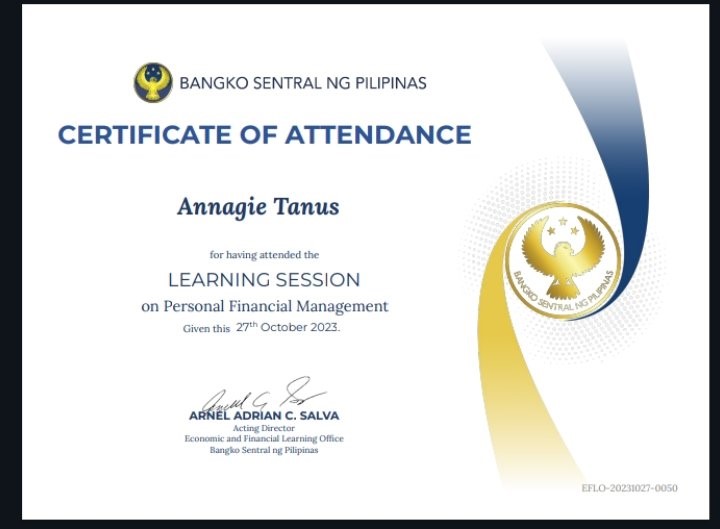 BANGKO SENTRAL NG PILIPINAS
CERTIFICATE OF ATTENDANCE
Annagie Tanus
for having attended the
LEARNING SESSION
on Personal Financial Management
Given this 27th October 2023.
BANGKO SENTRAL NG PILIPINAS
ARNEL ADRIAN C. SALVA
Acting Director
Economic and Financial Learning Office
Bangko Sentral ng Pilipinas
EFLO-20231027-0050